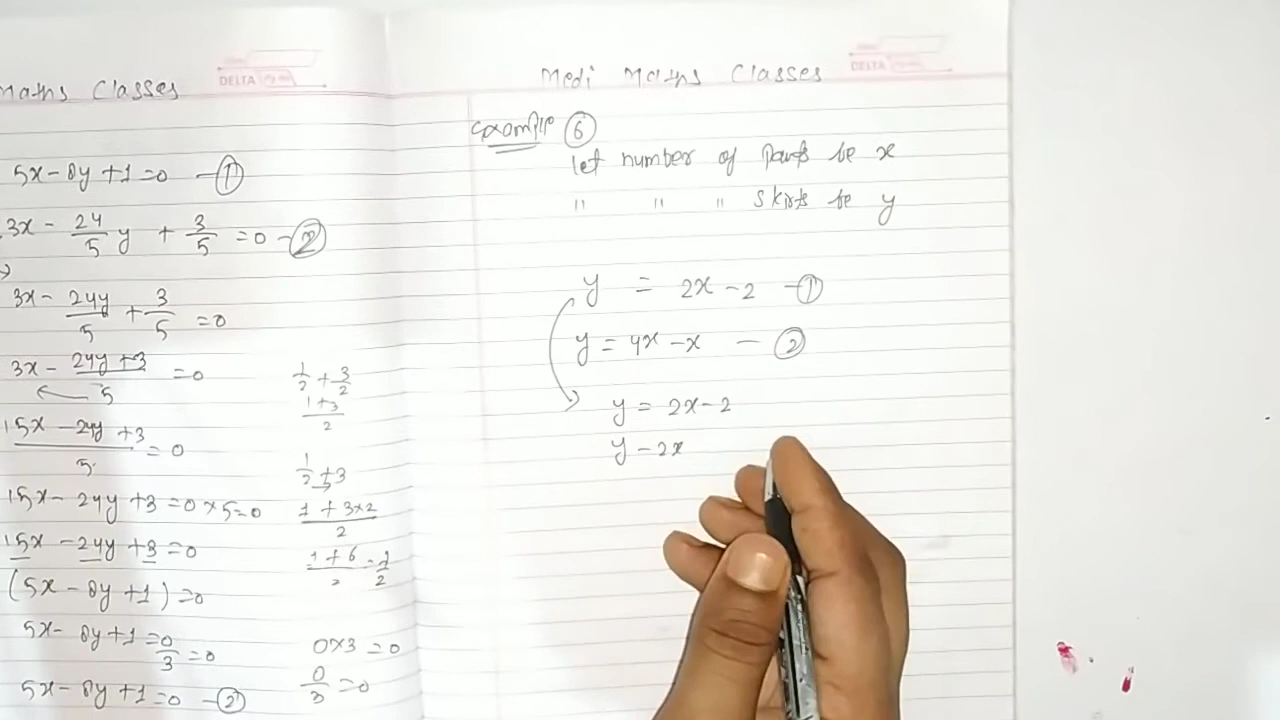 Maths Classes
DELTA
5x - 8y + 1 = 0 - ①
3x - 24/5 y + 3/5 = 0 - ②
3x - 24y/5 + 3/5 = 0
3x - 24y + 3/5 = 0
15x - 24y + 3/5 = 0
15x - 24y + 3 = 0 × 5 = 0
15x - 24y + 3 = 0
(5x - 8y + 1) = 0
5x - 8y + 1 = 0/3 = 0
5x - 8y + 1 = 0 - ②
1/2 + 3/2
1 + 3/2
1/2 + 3
1 + 3×2/2
1 + 6/2 = 7/2
0×3 = 0
0/3 = 0
Medi Maths Classes
DELTA
Example ⑥
let number of Pants be x
" " " Skirts be y
y = 2x - 2 - ①
y = 4x - x - ②
y = 2x - 2
y - 2x